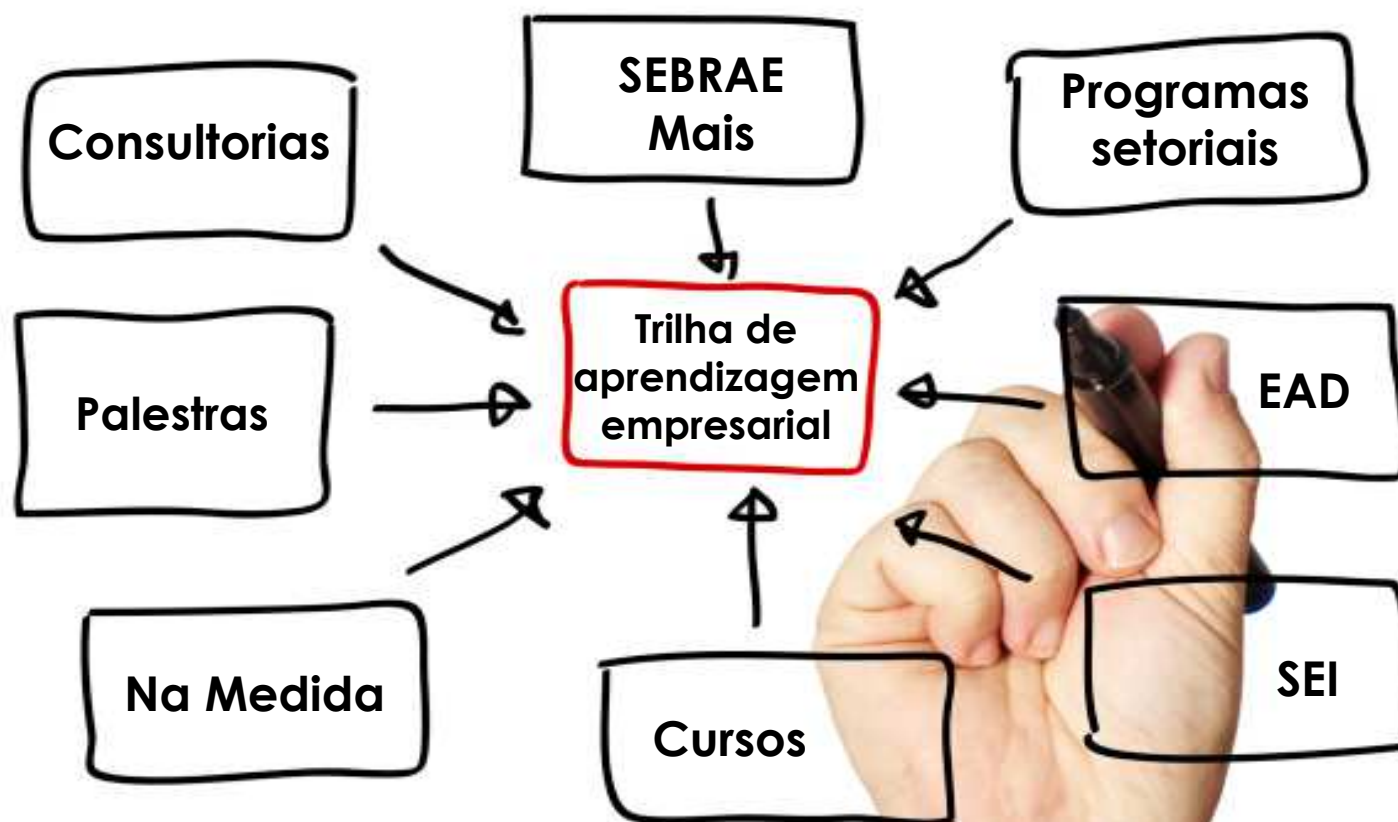 SEBRAE
Mais
Programas
setoriais
Consultorias
Trilha de
aprendizagem
empresarial
EAD
Palestras
SEI
Na Medida
Cursos